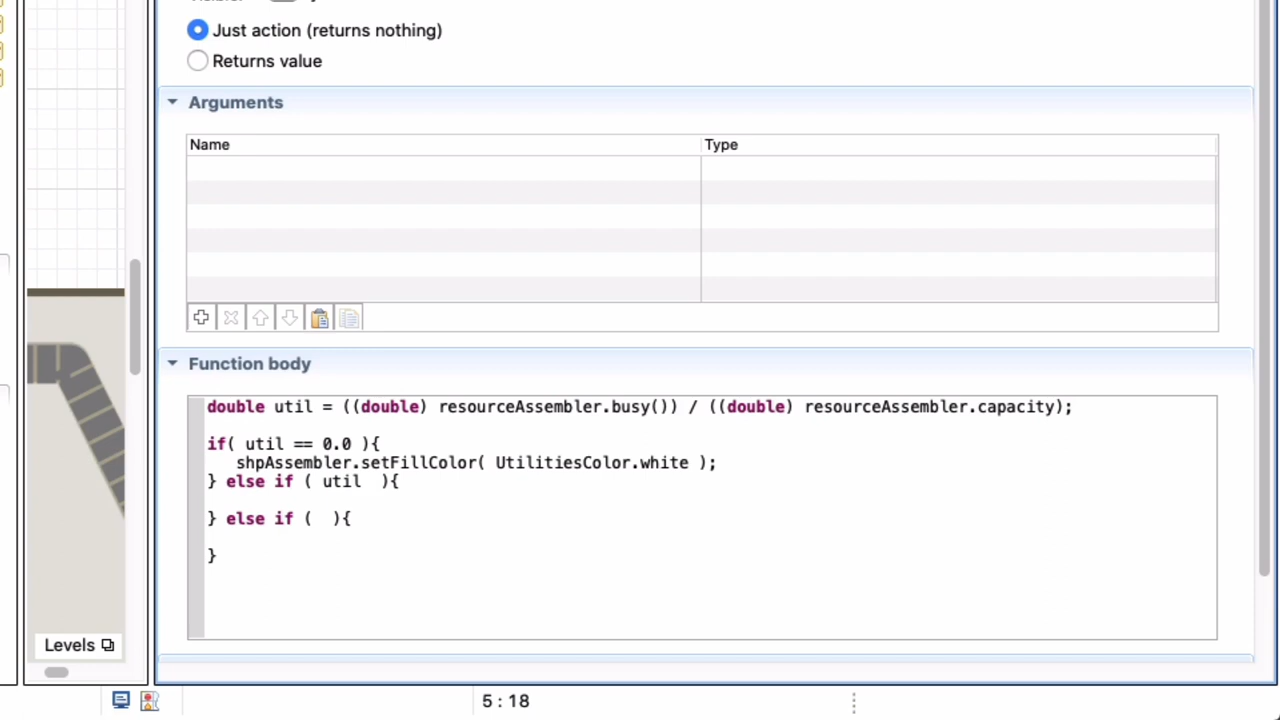 Just action (returns nothing)
Returns value
Arguments
Name Type
Function body
double util = ((double) resourceAssembler.busy()) / ((double) resourceAssembler.capacity);
if( util == 0.0 ){
shpAssembler.setFillColor( UtilitiesColor.white );
} else if ( util  ){
} else if (  ){
}
Levels
5 : 18